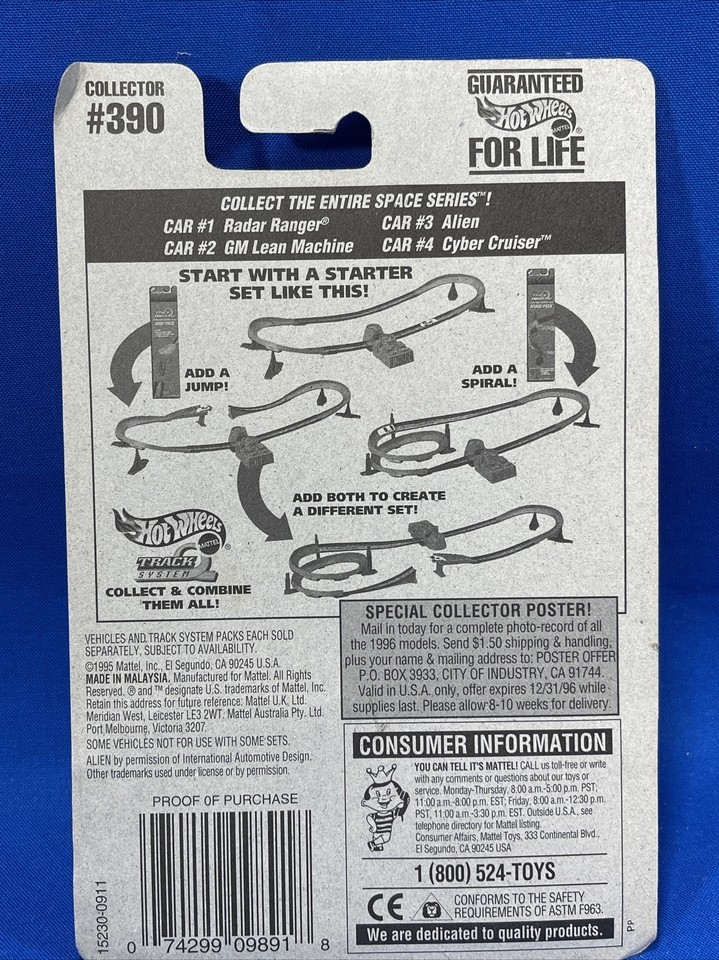 COLLECTOR
#390
GUARANTEED
Hot Wheels
MATTEL
®
FOR LIFE
COLLECT THE ENTIRE SPACE SERIES™!
CAR #1 Radar Ranger®
CAR #3 Alien
CAR #2 GM Lean Machine
CAR #4 Cyber Cruiser™
START WITH A STARTER
SET LIKE THIS!
ADD A
JUMP!
ADD A
SPIRAL!
ADD BOTH TO CREATE
A DIFFERENT SET!
Hot Wheels
MATTEL
®
TRACK
SYSTEM 2
COLLECT & COMBINE
THEM ALL!
VEHICLES AND TRACK SYSTEM PACKS EACH SOLD
SEPARATELY, SUBJECT TO AVAILABILITY.
©1995 Mattel, Inc., El Segundo, CA 90245 U.S.A.
MADE IN MALAYSIA. Manufactured for Mattel. All Rights
Reserved. ® and ™ designate U.S. trademarks of Mattel, Inc.
Retain this address for future reference: Mattel U.K. Ltd.
Meridian West, Leicester LE3 2WT. Mattel Australia Pty. Ltd.
Port Melbourne, Victoria 3207.
SOME VEHICLES NOT FOR USE WITH SOME SETS.
ALIEN by permission of International Automotive Design.
Other trademarks used under license or by permission.
SPECIAL COLLECTOR POSTER!
Mail in today for a complete photo-record of all
the 1996 models. Send $1.50 shipping & handling,
plus your name & mailing address to: POSTER OFFER
P.O. BOX 3933, CITY OF INDUSTRY, CA 91744.
Valid in U.S.A. only, offer expires 12/31/96 while
supplies last. Please allow 8-10 weeks for delivery.
CONSUMER INFORMATION
YOU CAN TELL IT'S MATTEL! CALL us toll-free or write
with any comments or questions about our toys or
service. Monday-Thursday, 8:00 a.m.-5:00 p.m. PST;
11:00 a.m.-8:00 p.m. EST; Friday, 8:00 a.m.-12:30 p.m.
PST, 11:00 a.m.-3:30 p.m. EST. Outside U.S.A., see
telephone directory for Mattel listing.
Consumer Affairs, Mattel Toys, 333 Continental Blvd.,
El Segundo, CA 90245 USA
1 (800) 524-TOYS
CE
CONFORMS TO THE SAFETY
REQUIREMENTS OF ASTM F963.
We are dedicated to quality products.
PP
PROOF OF PURCHASE
15230-0911
0 74299 09891 8